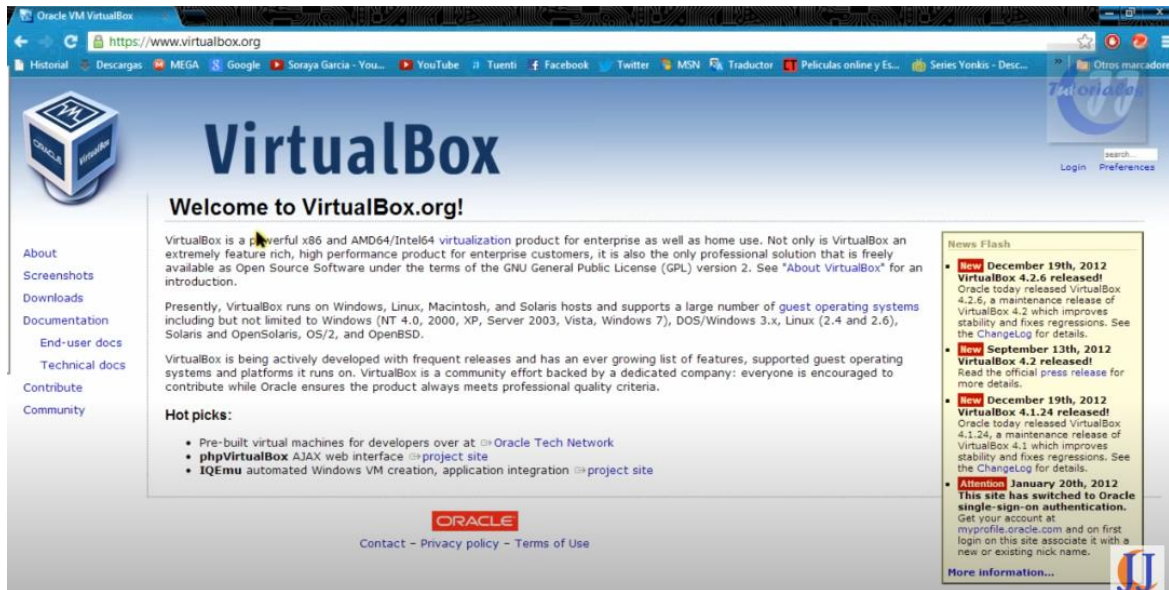 Oracle VM VirtualBox
https://www.virtualbox.org
Historial Descargas MEGA Google Soraya Garcia - You... YouTube Tuenti Facebook Twitter MSN Traductor Peliculas online y Es... Series Yonkis - Desc... » Otros marcadore
Tutoriales
JJ
ORACLE VirtualBox
VirtualBox
search...
Login Preferences
Welcome to VirtualBox.org!
About
Screenshots
Downloads
Documentation
End-user docs
Technical docs
Contribute
Community
VirtualBox is a powerful x86 and AMD64/Intel64 virtualization product for enterprise as well as home use. Not only is VirtualBox an
extremely feature rich, high performance product for enterprise customers, it is also the only professional solution that is freely
available as Open Source Software under the terms of the GNU General Public License (GPL) version 2. See "About VirtualBox" for an
introduction.
Presently, VirtualBox runs on Windows, Linux, Macintosh, and Solaris hosts and supports a large number of guest operating systems
including but not limited to Windows (NT 4.0, 2000, XP, Server 2003, Vista, Windows 7), DOS/Windows 3.x, Linux (2.4 and 2.6),
Solaris and OpenSolaris, OS/2, and OpenBSD.
VirtualBox is being actively developed with frequent releases and has an ever growing list of features, supported guest operating
systems and platforms it runs on. VirtualBox is a community effort backed by a dedicated company: everyone is encouraged to
contribute while Oracle ensures the product always meets professional quality criteria.
Hot picks:
• Pre-built virtual machines for developers over at Oracle Tech Network
• phpVirtualBox AJAX web interface project site
• IQEmu automated Windows VM creation, application integration project site
News Flash
• New December 19th, 2012
VirtualBox 4.2.6 released!
Oracle today released VirtualBox
4.2.6, a maintenance release of
VirtualBox 4.2 which improves
stability and fixes regressions. See
the ChangeLog for details.
• New September 13th, 2012
VirtualBox 4.2 released!
Read the official press release for
more details.
• New December 19th, 2012
VirtualBox 4.1.24 released!
Oracle today released VirtualBox
4.1.24, a maintenance release of
VirtualBox 4.1 which improves
stability and fixes regressions. See
the ChangeLog for details.
• Attention January 20th, 2012
This site has switched to Oracle
single-sign-on authentication.
Get your account at
myprofile.oracle.com and on first
login on this site associate it with a
new or existing nick name.
More information...
ORACLE
Contact – Privacy policy – Terms of Use
JJ